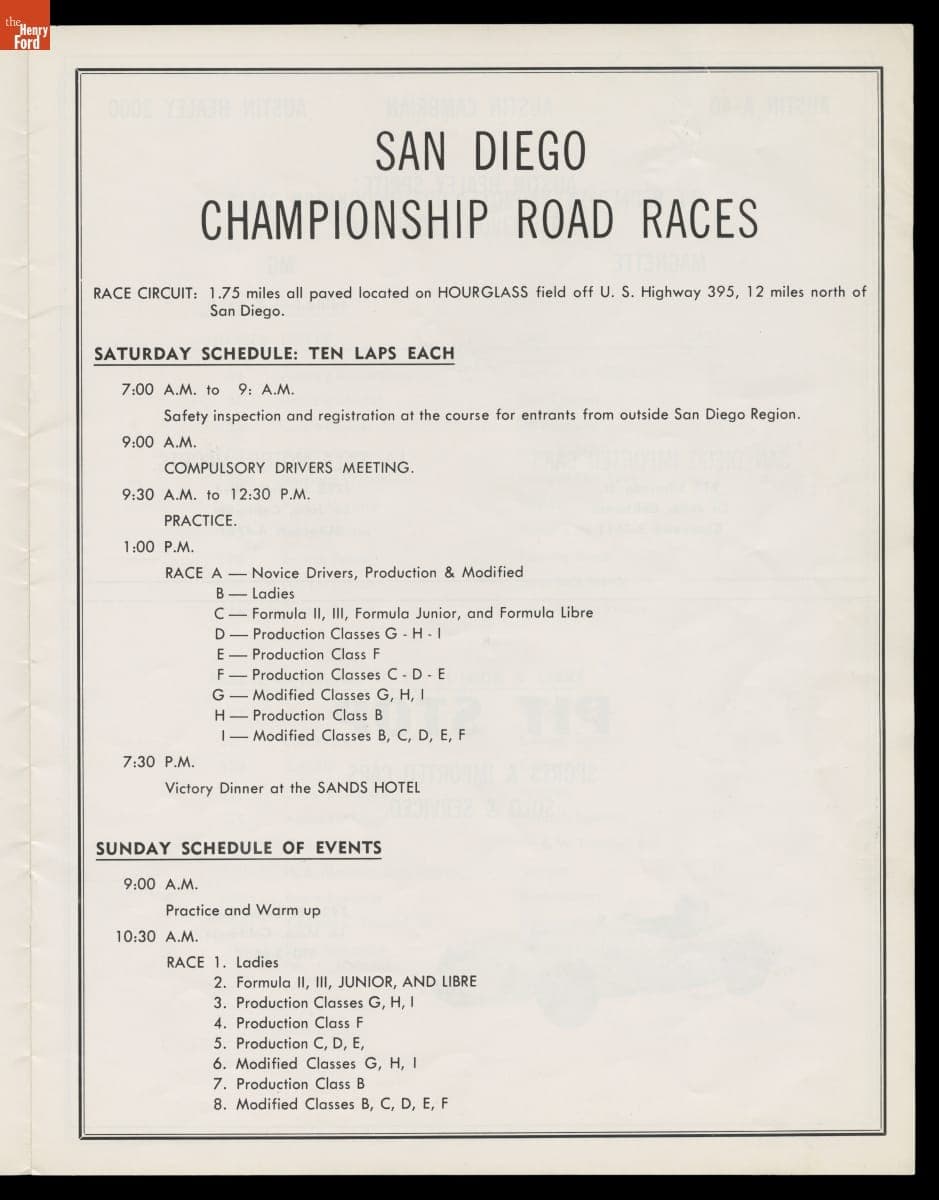 the
Henry
Ford
SAN DIEGO
CHAMPIONSHIP ROAD RACES
RACE CIRCUIT: 1.75 miles all paved located on HOURGLASS field off U. S. Highway 395, 12 miles north of
San Diego.
SATURDAY SCHEDULE: TEN LAPS EACH
7:00 A.M. to 9: A.M.
Safety inspection and registration at the course for entrants from outside San Diego Region.
9:00 A.M.
COMPULSORY DRIVERS MEETING.
9:30 A.M. to 12:30 P.M.
PRACTICE.
1:00 P.M.
RACE A — Novice Drivers, Production & Modified
B — Ladies
C — Formula II, III, Formula Junior, and Formula Libre
D — Production Classes G - H - I
E — Production Class F
F — Production Classes C - D - E
G — Modified Classes G, H, I
H — Production Class B
I — Modified Classes B, C, D, E, F
7:30 P.M.
Victory Dinner at the SANDS HOTEL
SUNDAY SCHEDULE OF EVENTS
9:00 A.M.
Practice and Warm up
10:30 A.M.
RACE 1. Ladies
2. Formula II, III, JUNIOR, AND LIBRE
3. Production Classes G, H, I
4. Production Class F
5. Production C, D, E,
6. Modified Classes G, H, I
7. Production Class B
8. Modified Classes B, C, D, E, F